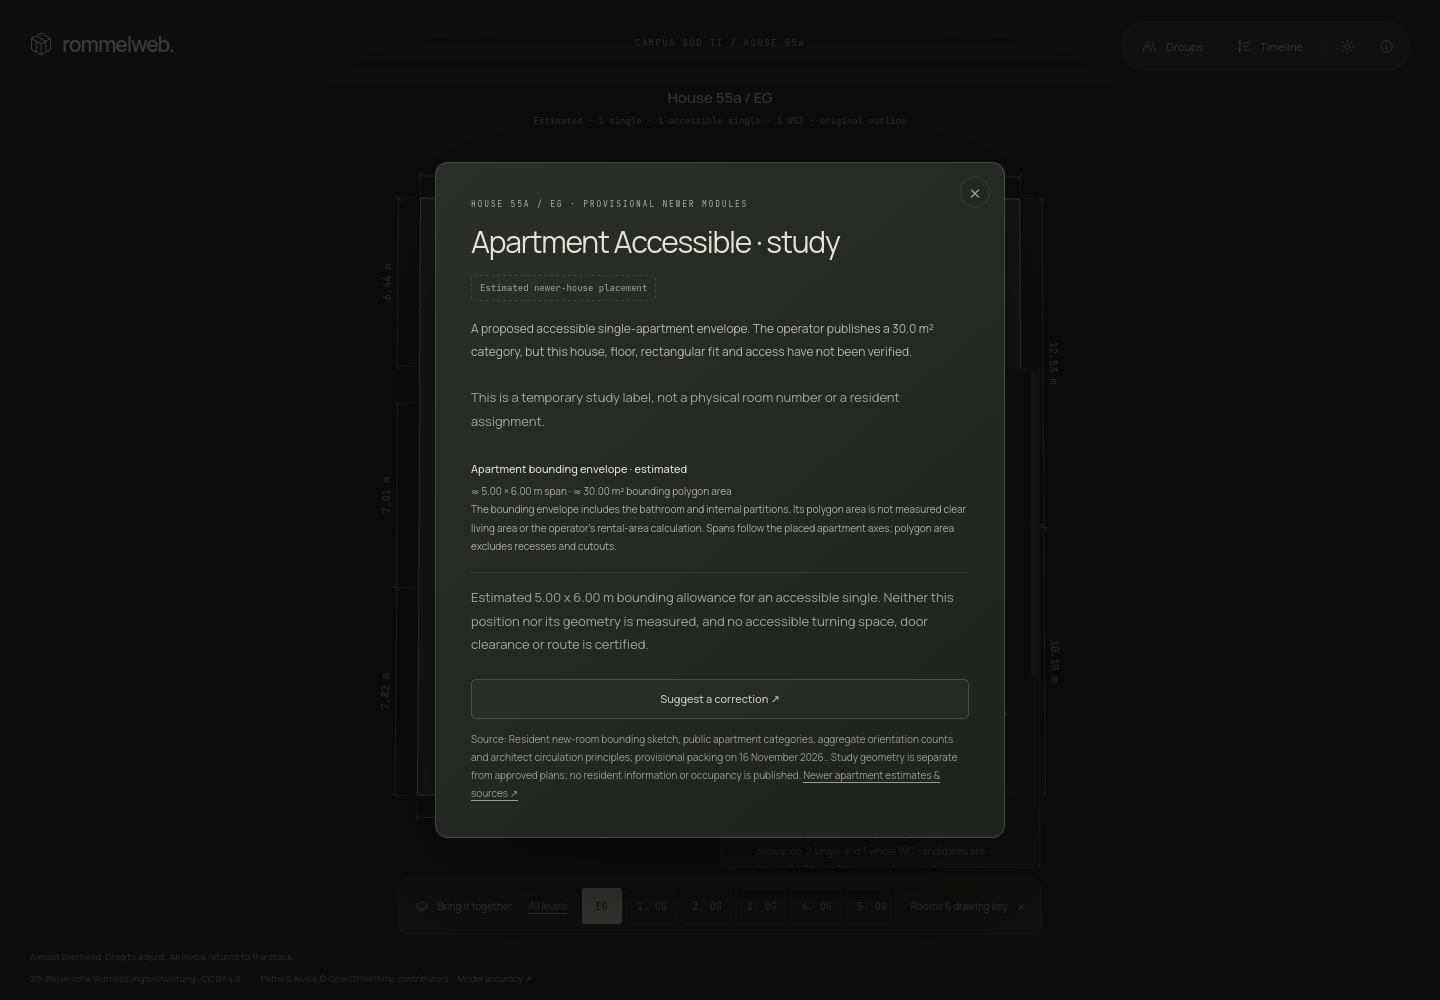 rommelweb.
CAMPUS SÜD II / HOUSE 55a
Groups
Timeline
House 55a / EG
Estimated · 1 single · 1 accessible single · 1 WG3 · original outline
HOUSE 55A / EG · PROVISIONAL NEWER MODULES
Apartment Accessible · study
Estimated newer-house placement
A proposed accessible single-apartment envelope. The operator publishes a 30.0 m²
category, but this house, floor, rectangular fit and access have not been verified.
This is a temporary study label, not a physical room number or a resident
assignment.
Apartment bounding envelope · estimated
≈ 5.00 × 6.00 m span · ≈ 30.00 m² bounding polygon area
The bounding envelope includes the bathroom and internal partitions. Its polygon area is not measured clear
living area or the operator's rental-area calculation. Spans follow the placed apartment axes; polygon area
excludes recesses and cutouts.
Estimated 5.00 x 6.00 m bounding allowance for an accessible single. Neither this
position nor its geometry is measured, and no accessible turning space, door
clearance or route is certified.
Suggest a correction ↗
Source: Resident new-room bounding sketch, public apartment categories, aggregate orientation counts
and architect circulation principles; provisional packing on 16 November 2026.. Study geometry is separate
from approved plans; no resident information or occupancy is published. Newer apartment estimates &
sources ↗
6.44 m
7.01 m
7.82 m
12.53 m
10.10 m
allowance. 2 single and 1 whole WG candidates are
Bring it together
All levels
EG
1. OG
2. OG
3. OG
4. OG
5. OG
Rooms & drawing key ×
Almost overhead. Drag to adjust. All levels returns to the stack.
3D: Bayerische Vermessungsverwaltung · CC BY 4.0
Paths & levels © OpenStreetMap contributors
Model accuracy ↗